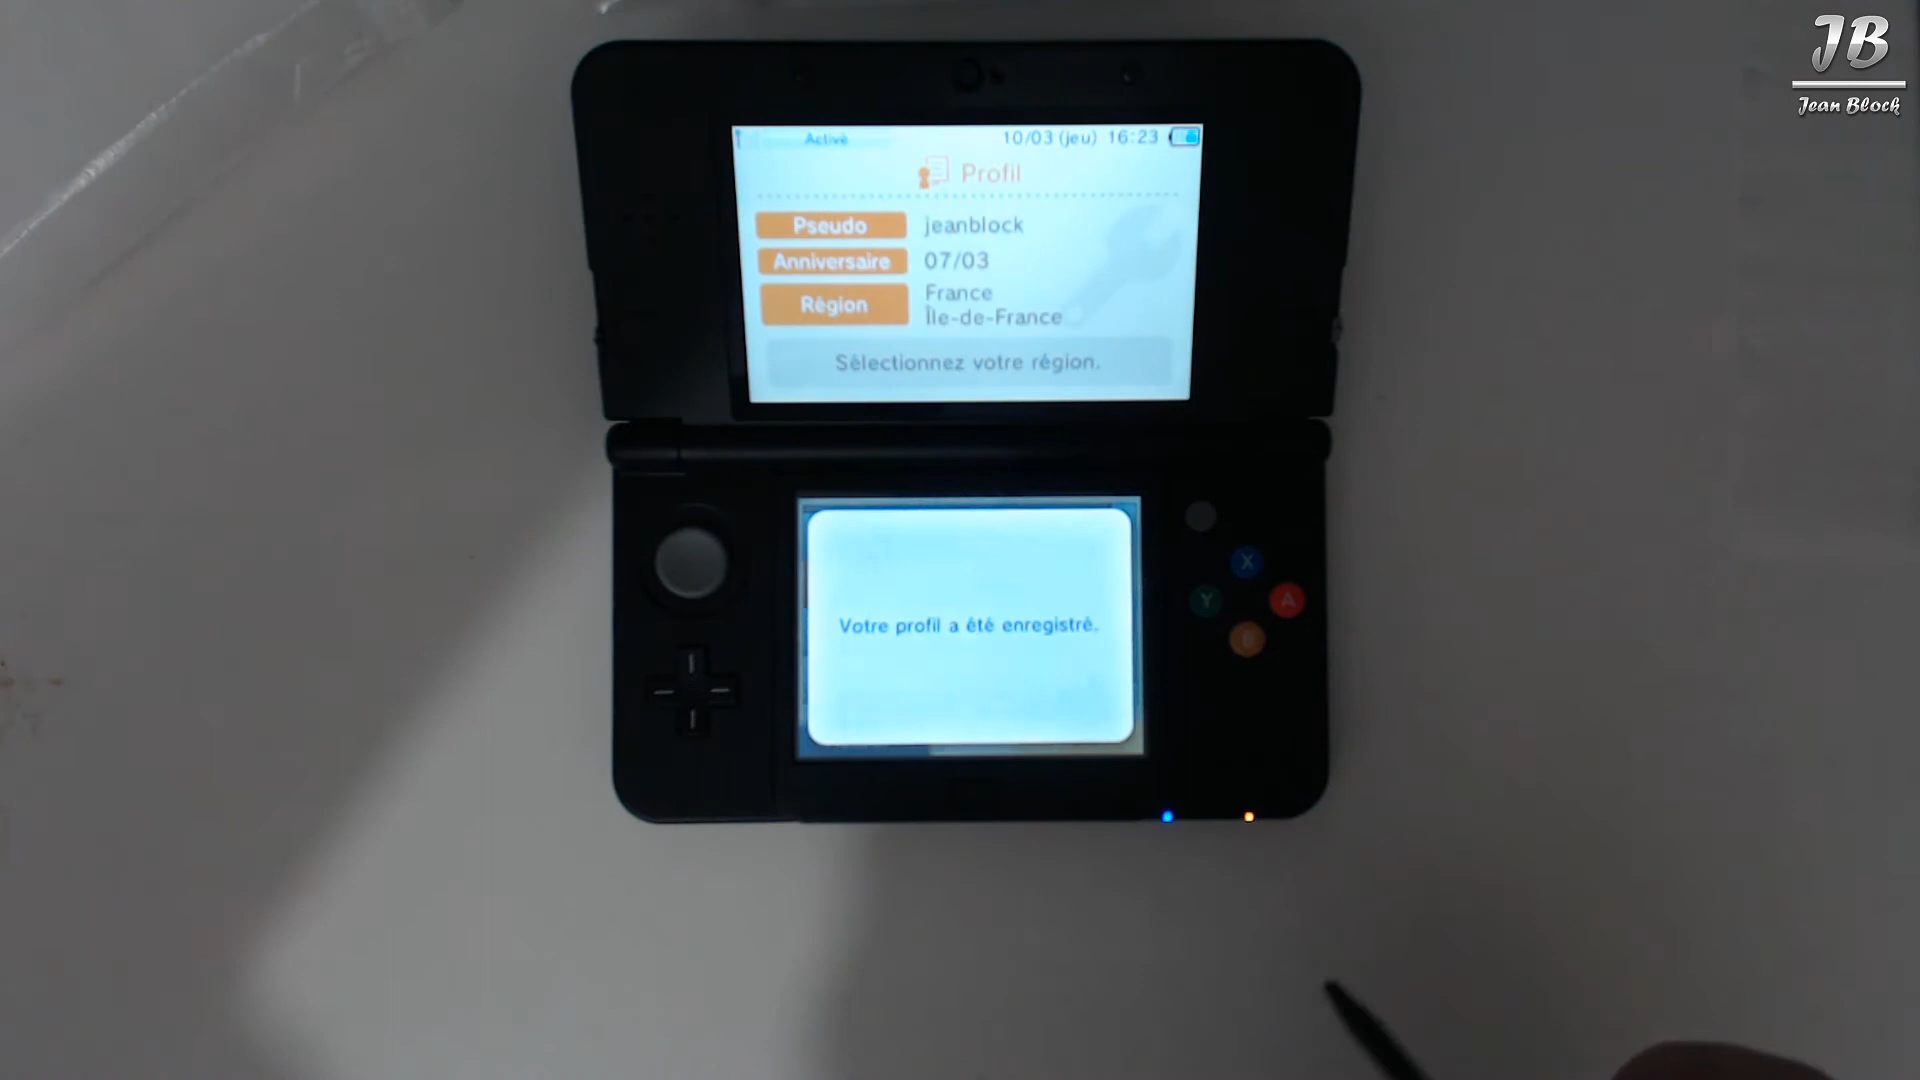 JB
Jean Block
Activé 10/03 (jeu) 16:23
Profil
Pseudo jeanblock
Anniversaire 07/03
Région France
Île-de-France
Sélectionnez votre région.
Votre profil a été enregistré.
X
Y A
B